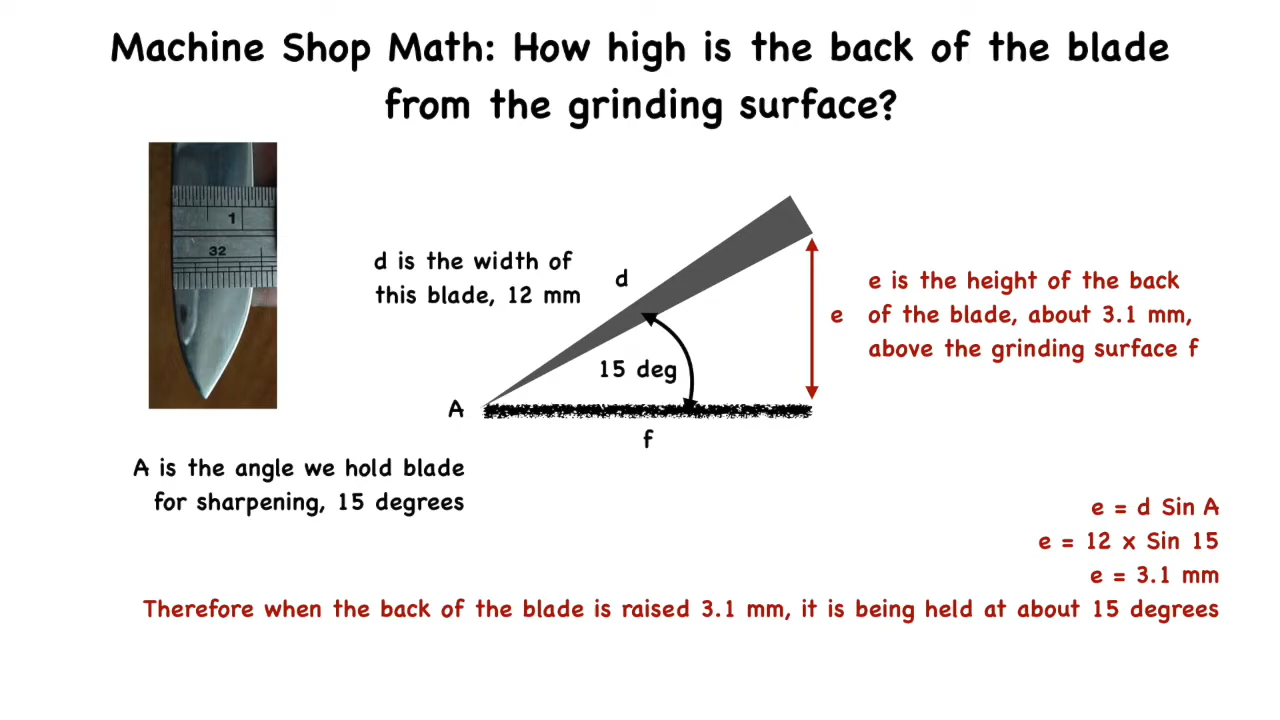 Machine Shop Math: How high is the back of the blade
from the grinding surface?
1
32
d is the width of
this blade, 12 mm
d
15 deg
e
e is the height of the back
of the blade, about 3.1 mm,
above the grinding surface f
A
f
A is the angle we hold blade
for sharpening, 15 degrees
e = d Sin A
e = 12 x Sin 15
e = 3.1 mm
Therefore when the back of the blade is raised 3.1 mm, it is being held at about 15 degrees